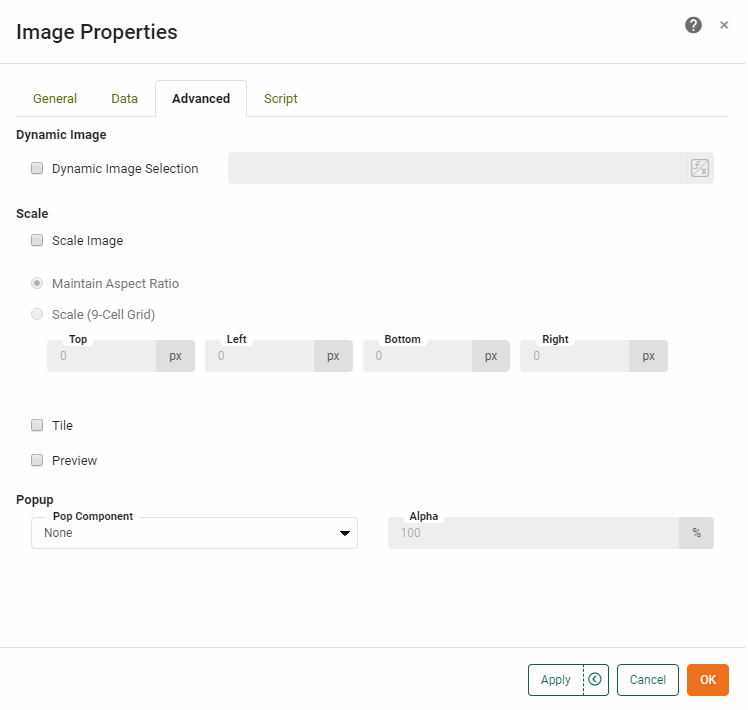 Image Properties
General Data Advanced Script
Dynamic Image
Dynamic Image Selection
Scale
Scale Image
Maintain Aspect Ratio
Scale (9-Cell Grid)
Top Left Bottom Right
0 px 0 px 0 px 0 px
Tile
Preview
Popup
Pop Component Alpha
None 100 %
Apply Cancel OK